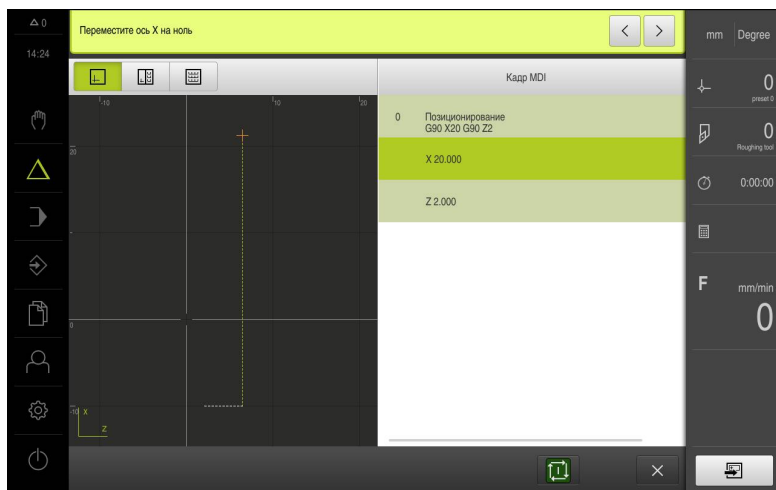 0
14:24
Переместите ось X на ноль
mm Degree
Кадр MDI
-10 10 20
20
0
-10
X
Z
0 Позиционирование
G90 X20 G90 Z2
X 20.000
Z 2.000
0
preset 0
0
Roughing tool
0:00:00
F mm/min
0